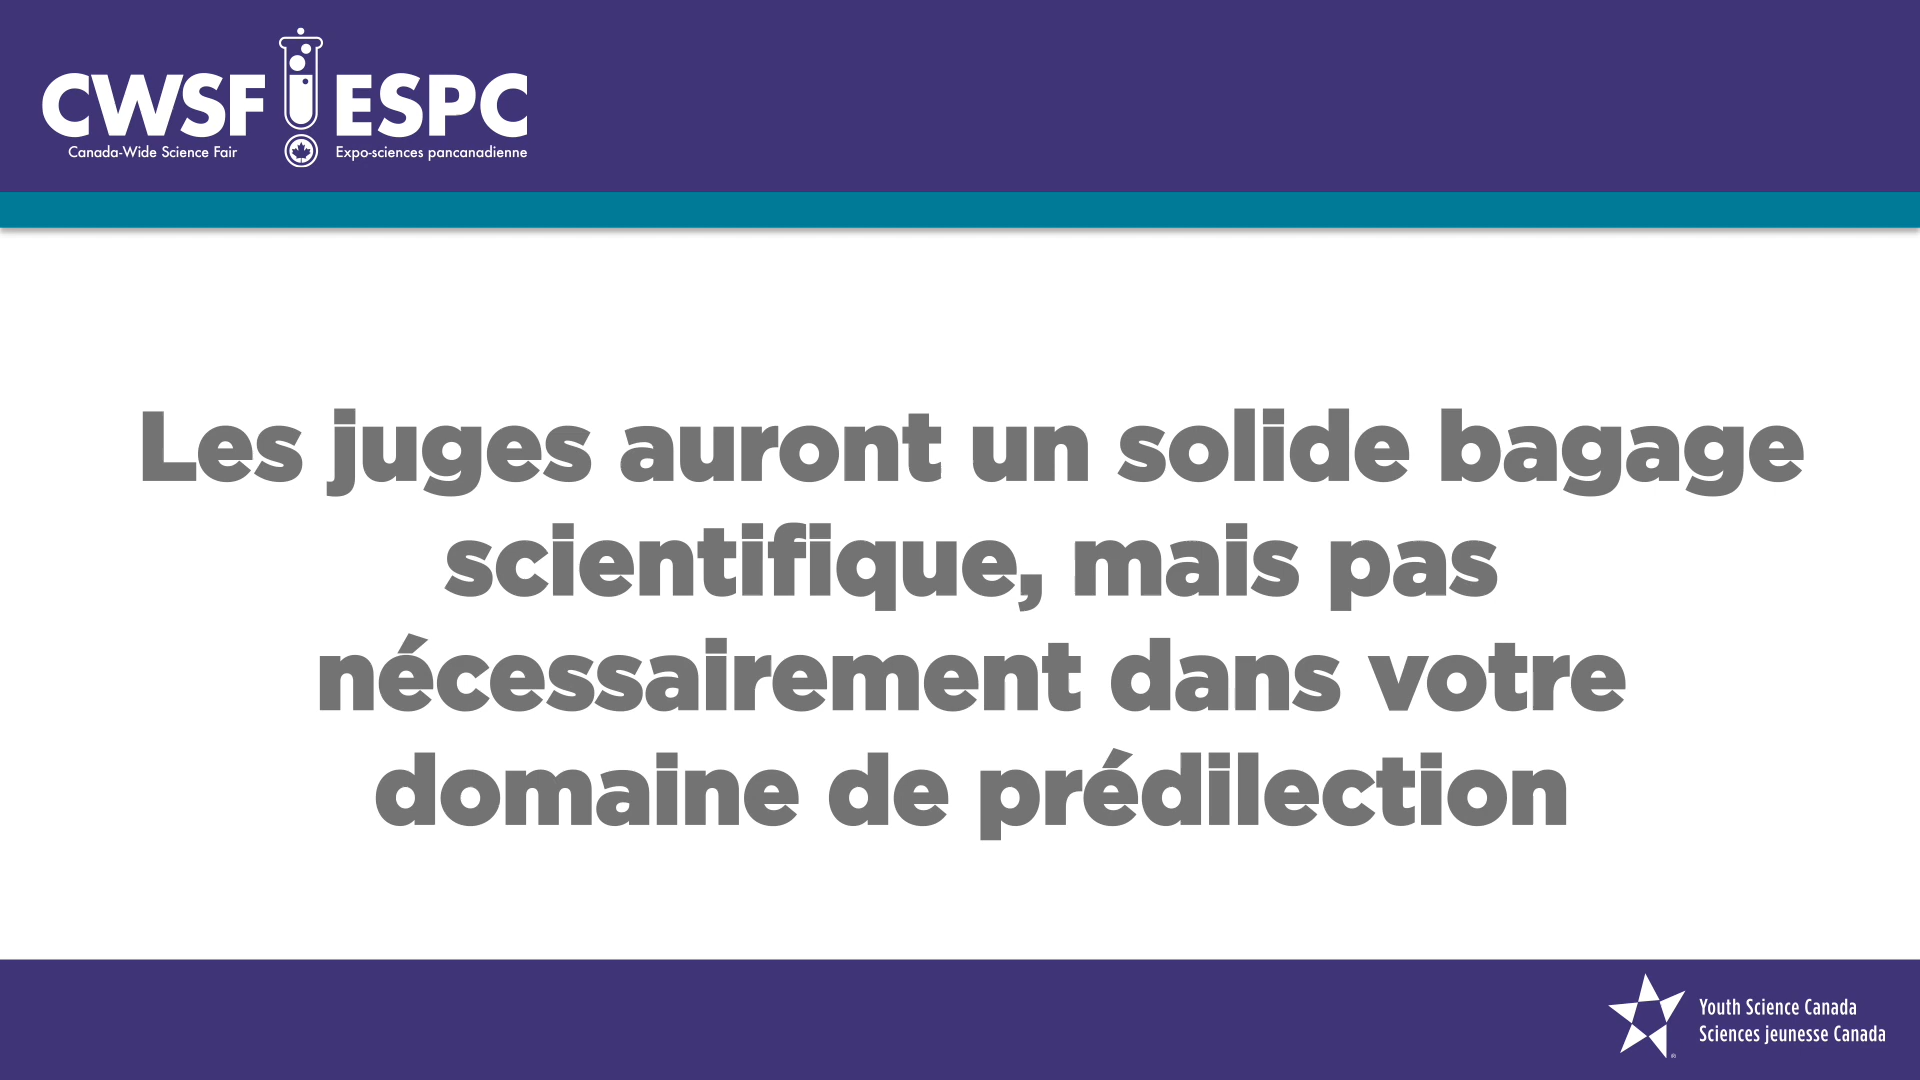 CWSF ESPC
Canada-Wide Science Fair Expo-sciences pancanadienne
Les juges auront un solide bagage
scientifique, mais pas
nécessairement dans votre
domaine de prédilection
Youth Science Canada
Sciences jeunesse Canada